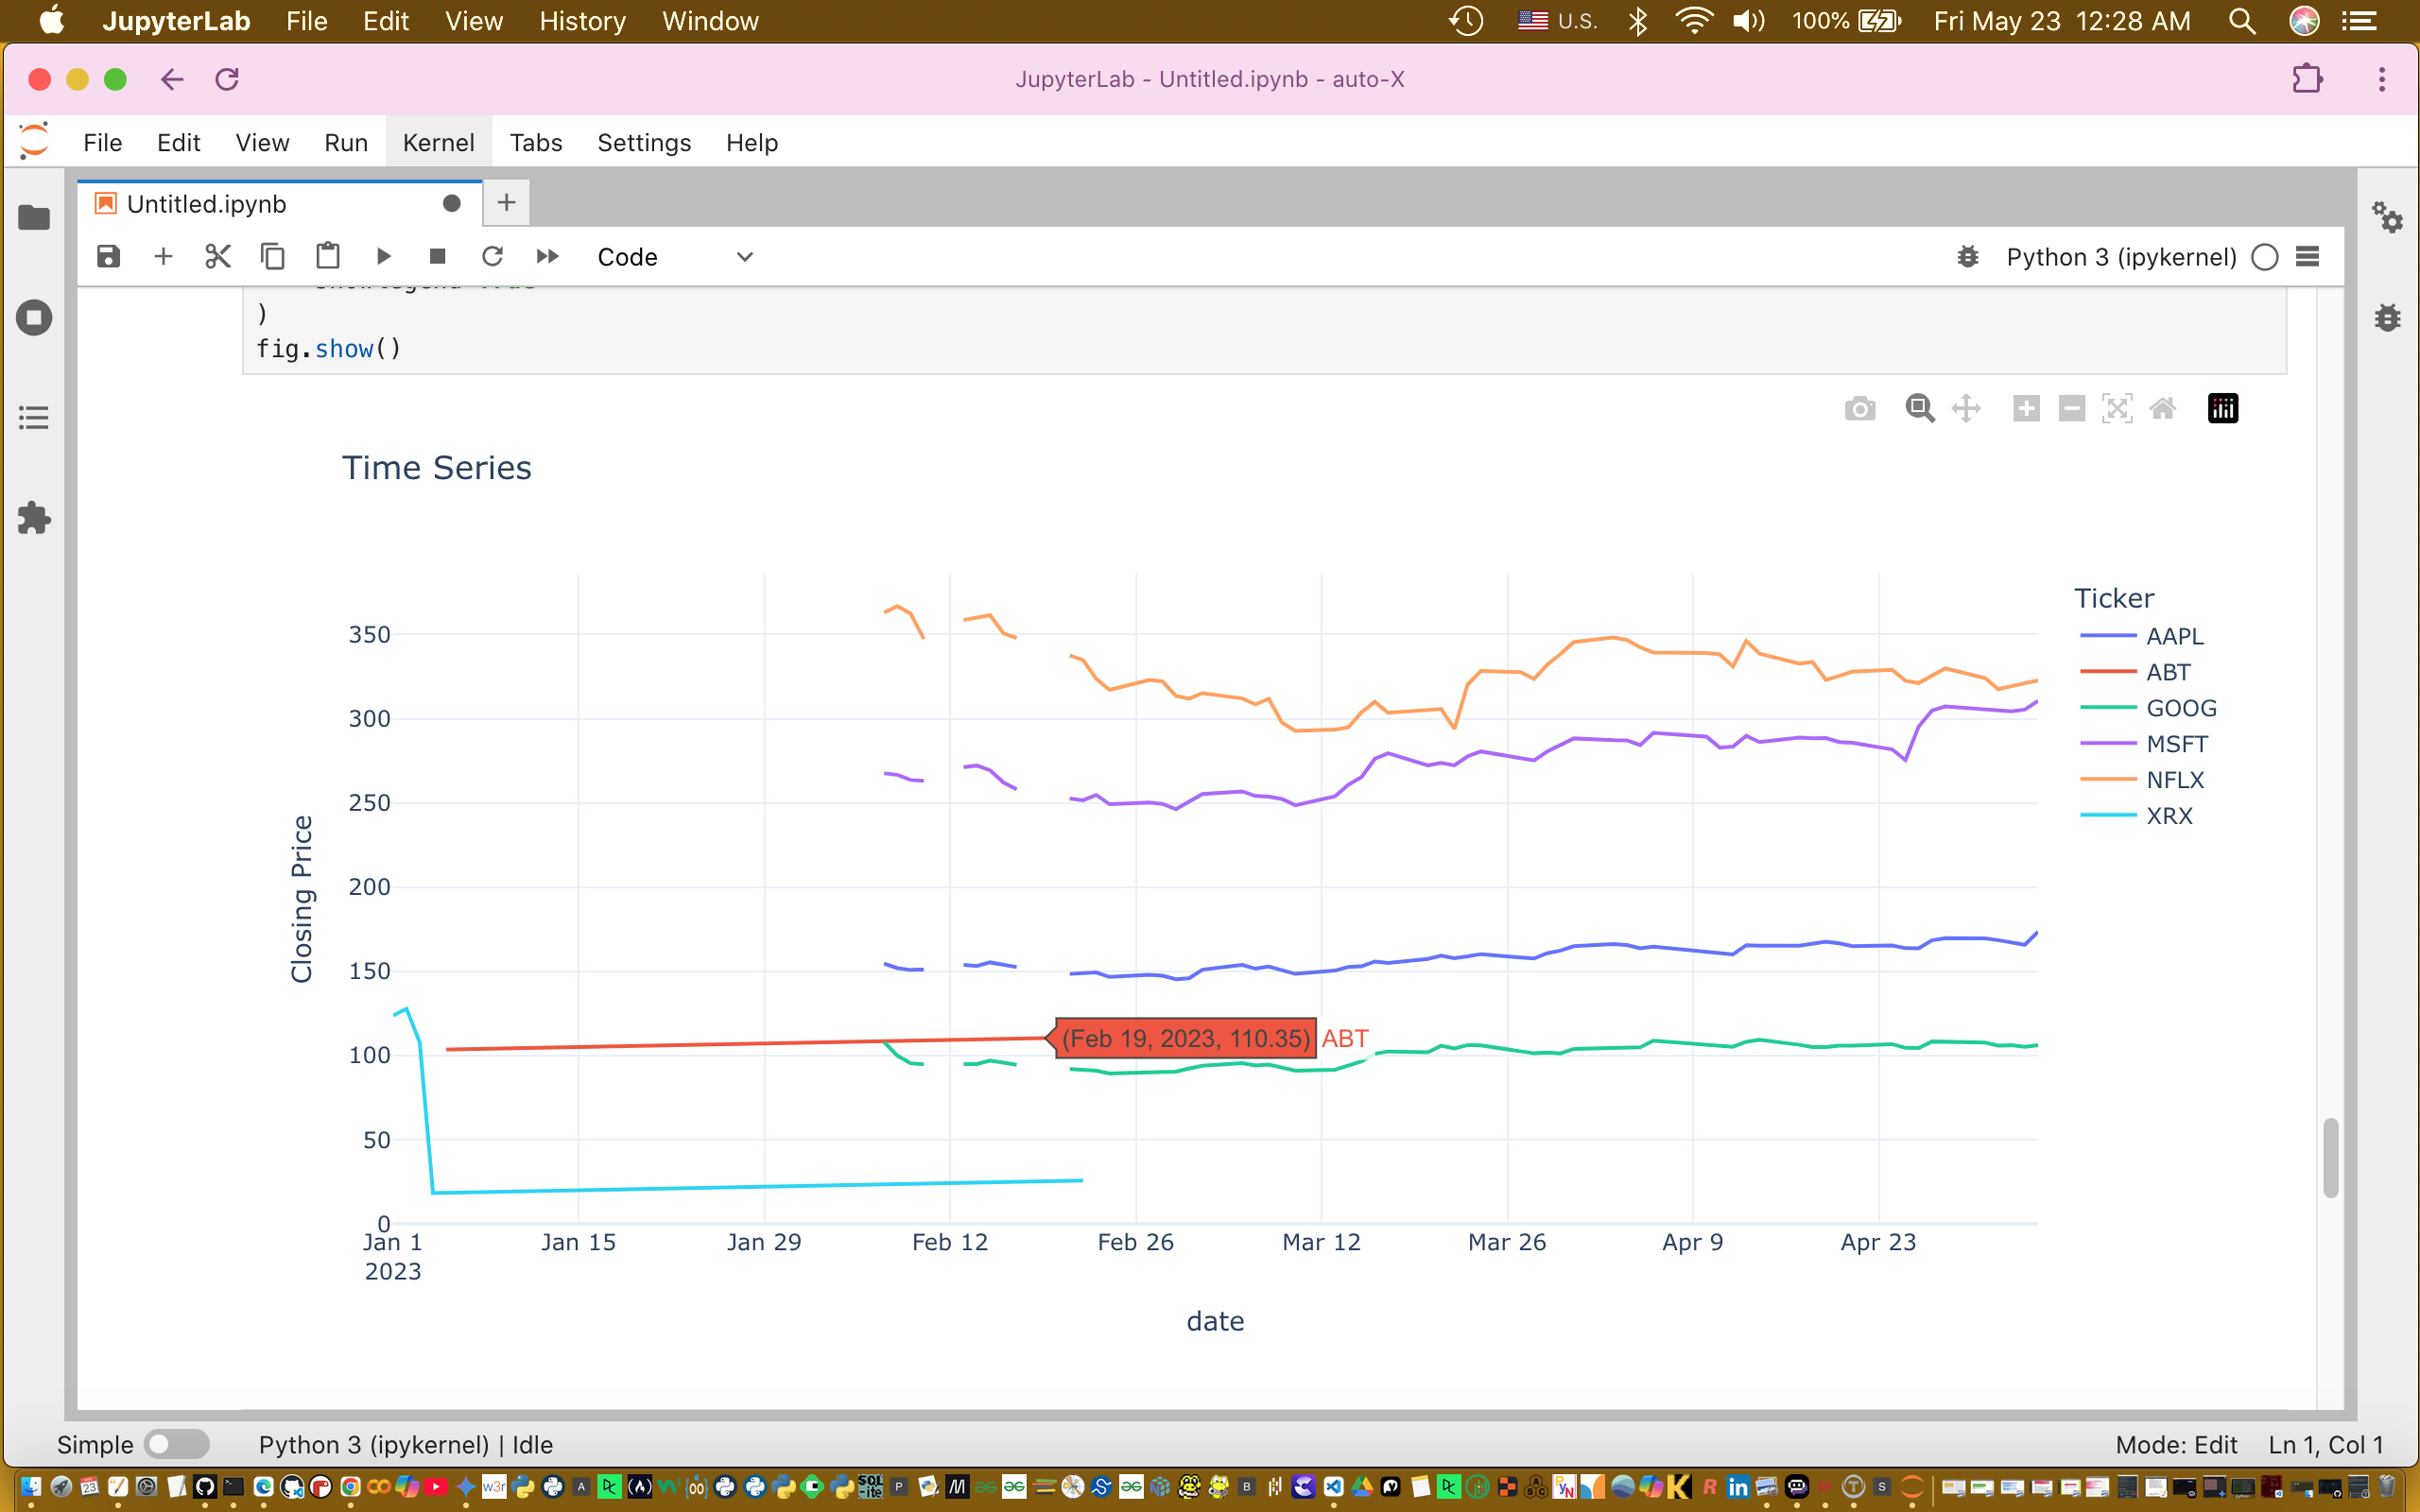 JupyterLab File Edit View History Window U.S. 100% Fri May 23 12:28 AM
JupyterLab - Untitled.ipynb - auto-X
File Edit View Run Kernel Tabs Settings Help
Untitled.ipynb
Code Python 3 (ipykernel)
)
fig.show()
Time Series
Ticker
AAPL
ABT
GOOG
MSFT
NFLX
XRX
Closing Price
350
300
250
200
150
100
50
0
(Feb 19, 2023, 110.35) ABT
Jan 1 Jan 15 Jan 29 Feb 12 Feb 26 Mar 12 Mar 26 Apr 9 Apr 23
2023
date
Simple Python 3 (ipykernel) | Idle Mode: Edit Ln 1, Col 1